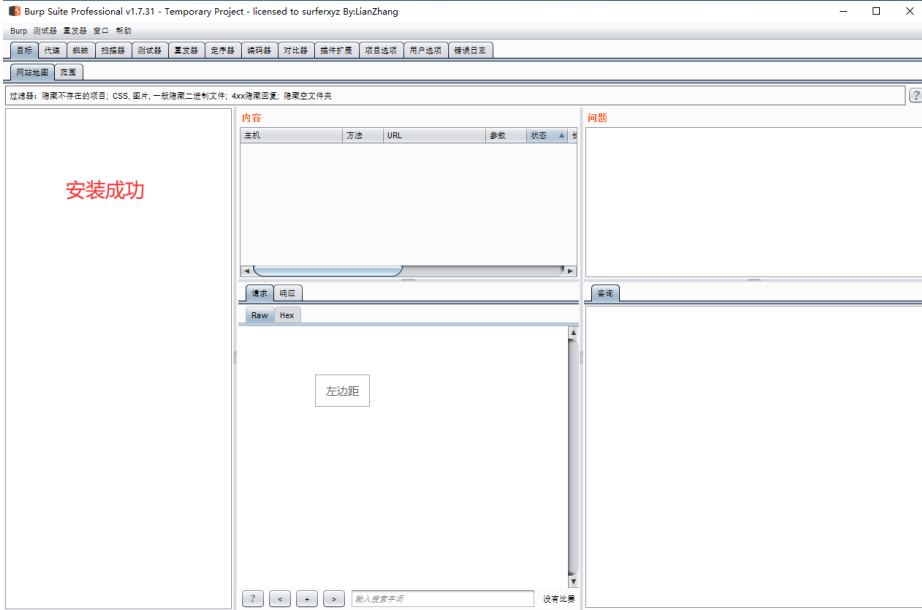 Burp Suite Professional v1.7.31 - Temporary Project - licensed to surferxyz By:LianZhang
Burp 测试器 重发器 窗口 帮助
目标 代理 蜘蛛 扫描器 测试器 重发器 定序器 编码器 对比器 插件扩展 项目选项 用户选项 错误日志
网站地图 范围
过滤器: 隐藏不存在的项目; CSS, 图片, 一般隐藏二进制文件; 4xx隐藏回复; 隐藏空文件夹
?
内容
问题
主机 方法 URL 参数 状态
安装成功
请求 响应
咨询
Raw Hex
左边距
? < + > 输入搜索字词 没有比赛